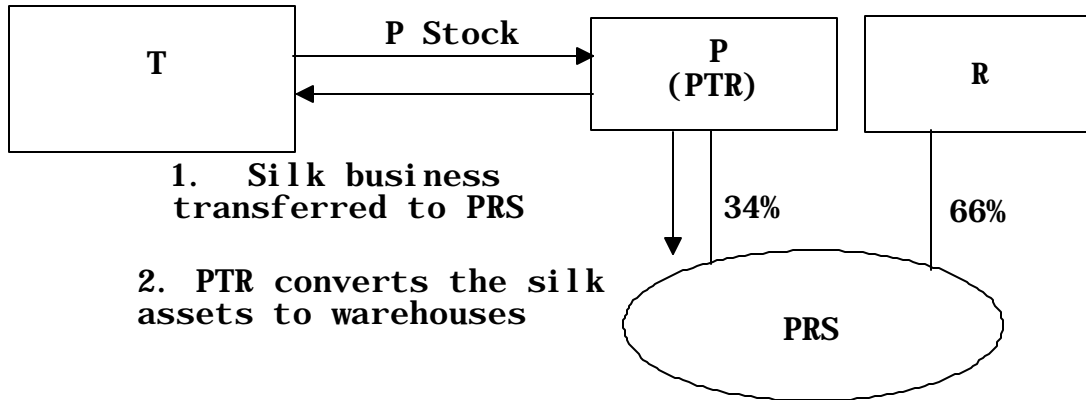 T
P Stock
P
(PTR)
R
1. Silk business
transferred to PRS
34%
66%
2. PTR converts the silk
assets to warehouses
PRS